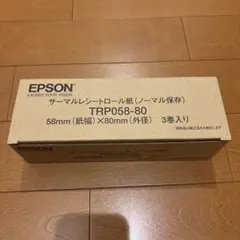 EPSON
EXCEED YOUR VISION
サーマルレシートロール紙（ノーマル保存）
TRP058-80
58mm（紙幅）×80mm（外径） 3巻入り